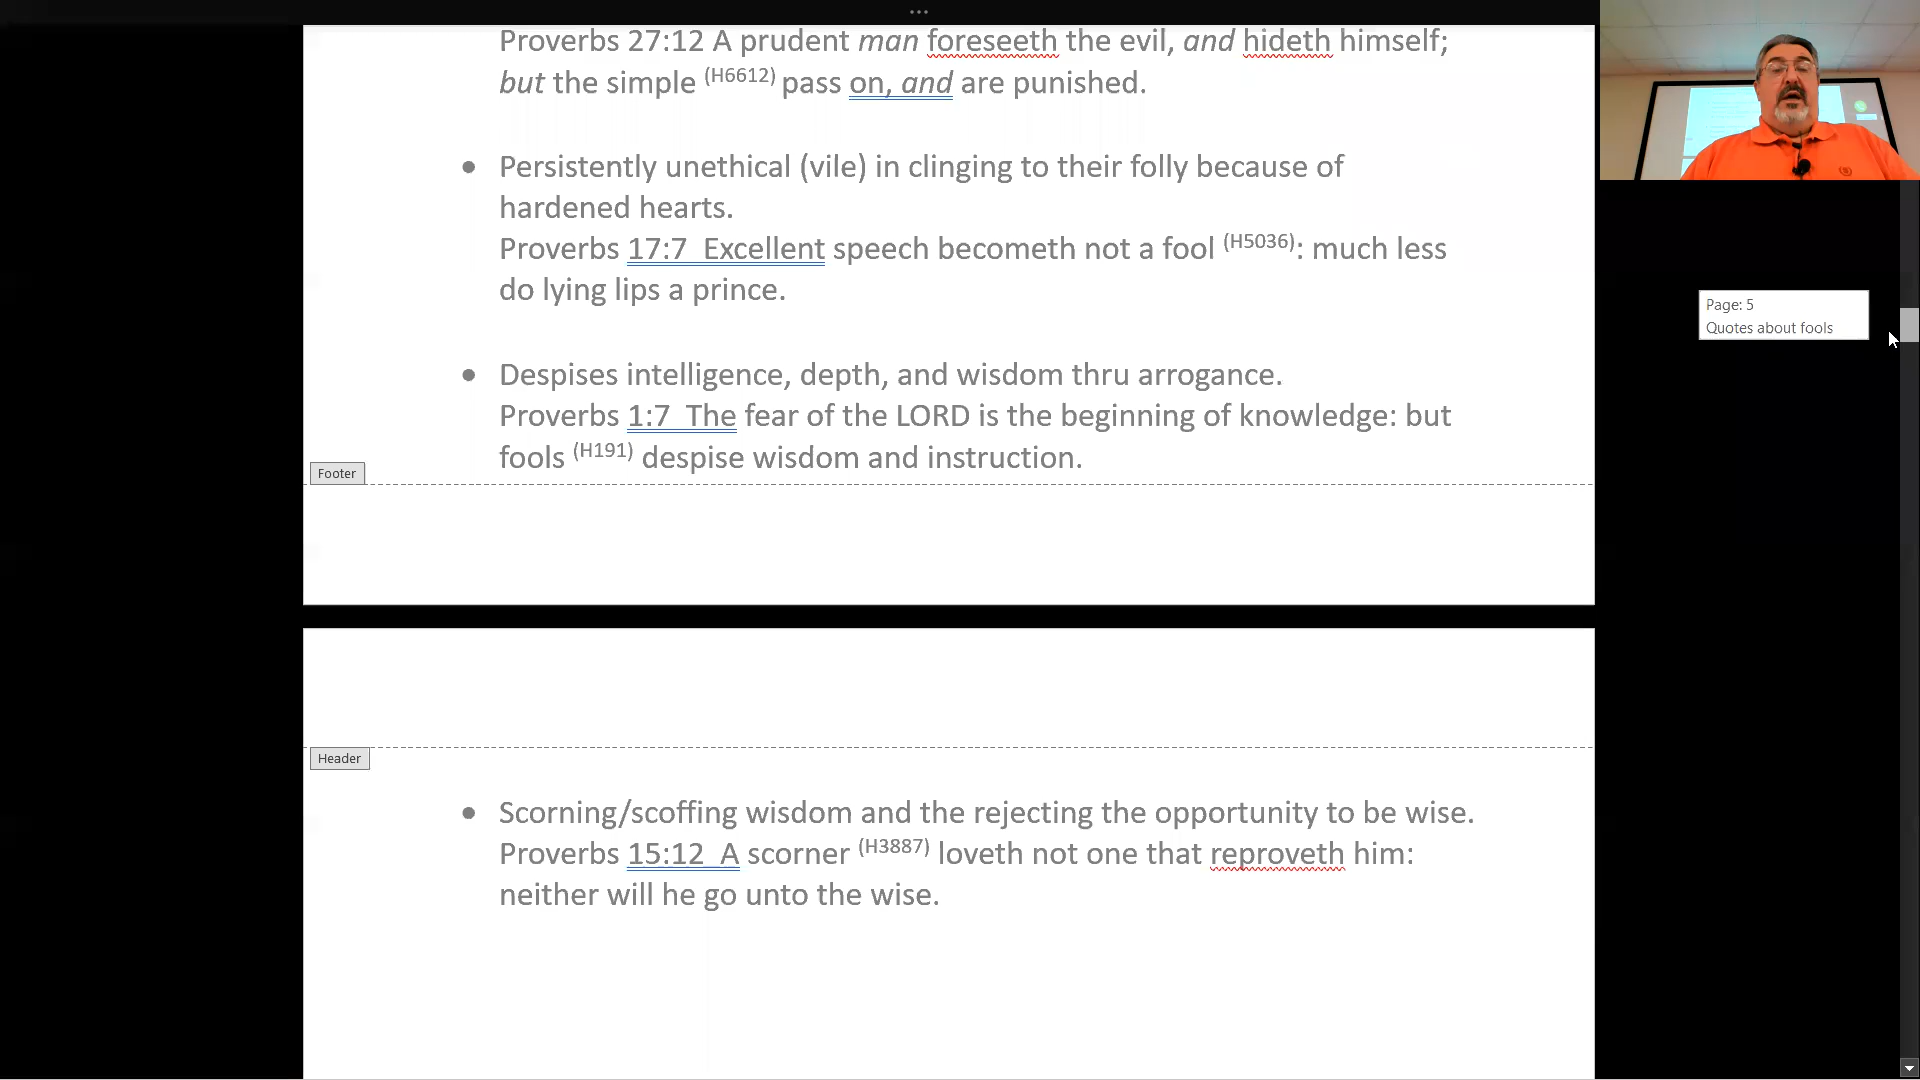 Proverbs 27:12 A prudent man foreseeth the evil, and hideth himself;
but the simple (H6612) pass on, and are punished.
• Persistently unethical (vile) in clinging to their folly because of
hardened hearts.
Proverbs 17:7  Excellent speech becometh not a fool (H5036): much less
do lying lips a prince.
• Despises intelligence, depth, and wisdom thru arrogance.
Proverbs 1:7  The fear of the LORD is the beginning of knowledge: but
fools (H191) despise wisdom and instruction.
Footer
Header
• Scorning/scoffing wisdom and the rejecting the opportunity to be wise.
Proverbs 15:12  A scorner (H3887) loveth not one that reproveth him:
neither will he go unto the wise.
Page: 5
Quotes about fools